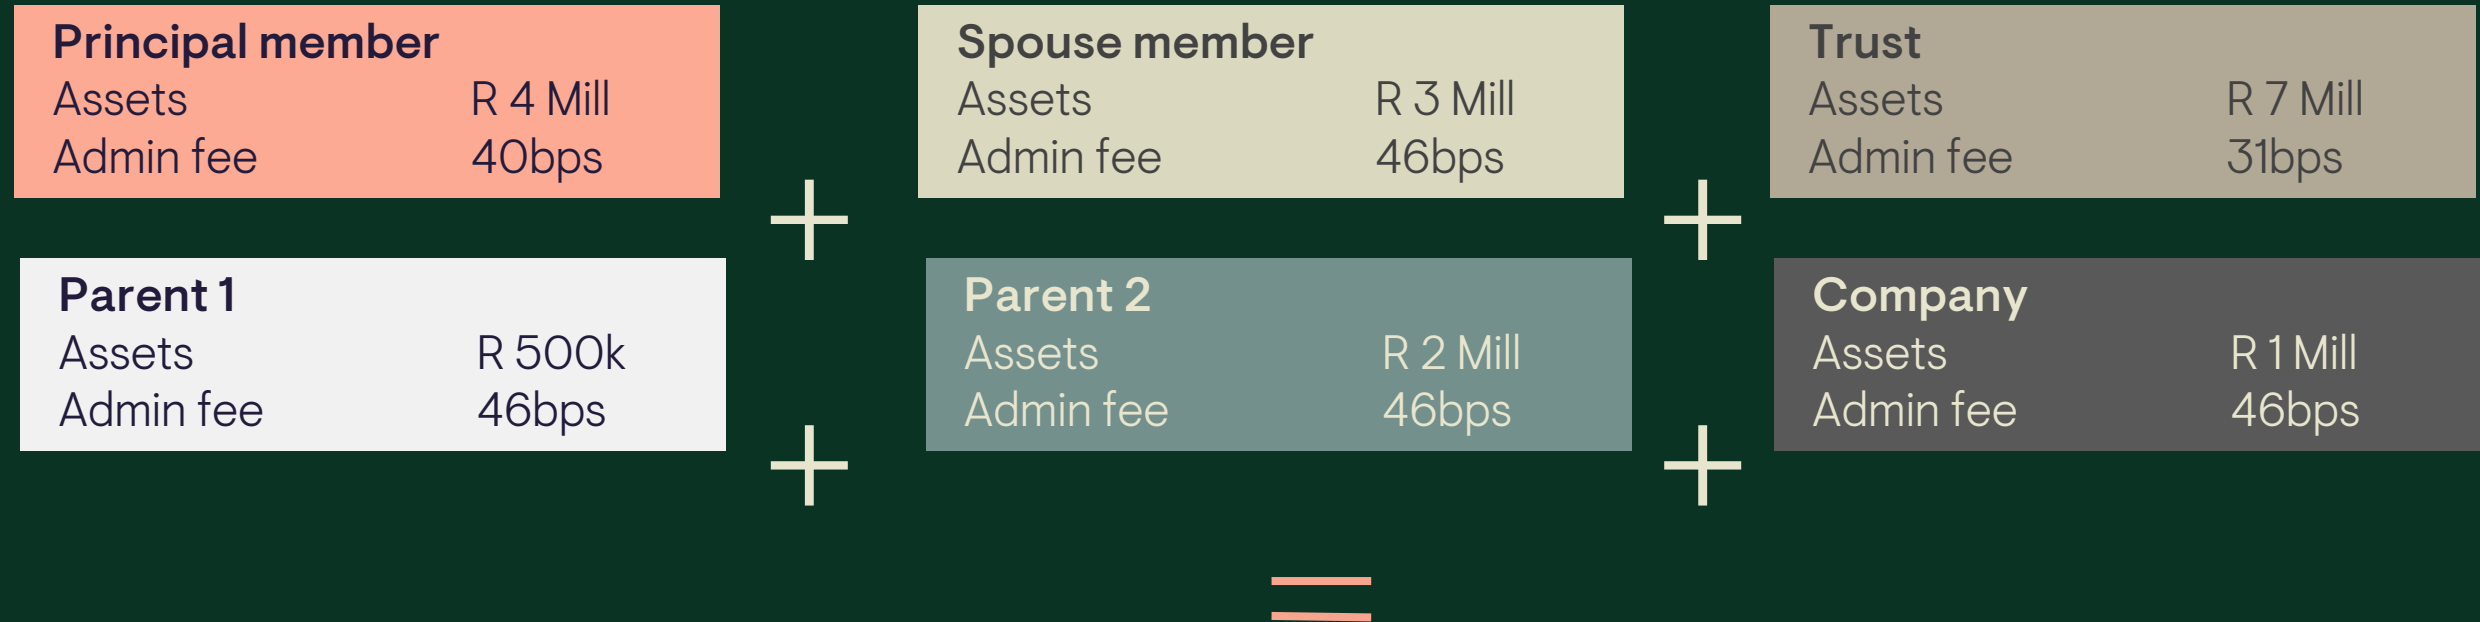 Principal member
Assets R 4 Mill
Admin fee 40bps
+
Spouse member
Assets R 3 Mill
Admin fee 46bps
+
Trust
Assets R 7 Mill
Admin fee 31bps
Parent 1
Assets R 500k
Admin fee 46bps
+
Parent 2
Assets R 2 Mill
Admin fee 46bps
+
Company
Assets R 1 Mill
Admin fee 46bps
=